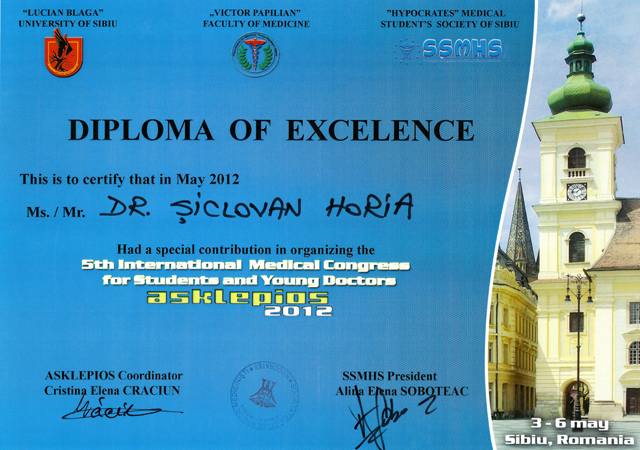 "LUCIAN BLAGA"
UNIVERSITY OF SIBIU
„VICTOR PAPILIAN"
FACULTY OF MEDICINE
"HYPOCRATES" MEDICAL
STUDENT'S SOCIETY OF SIBIU
SSMHS
DIPLOMA OF EXCELENCE
This is to certify that in May 2012
Ms. / Mr. DR. ŞICLOVAN HORIA
Had a special contribution in organizing the
5th International Medical Congress
for Students and Young Doctors
asklepios
2012
ASKLEPIOS Coordinator
Cristina Elena CRACIUN
SSMHS President
Alina Elena SOBOTEAC
3 - 6 may
Sibiu, Romania